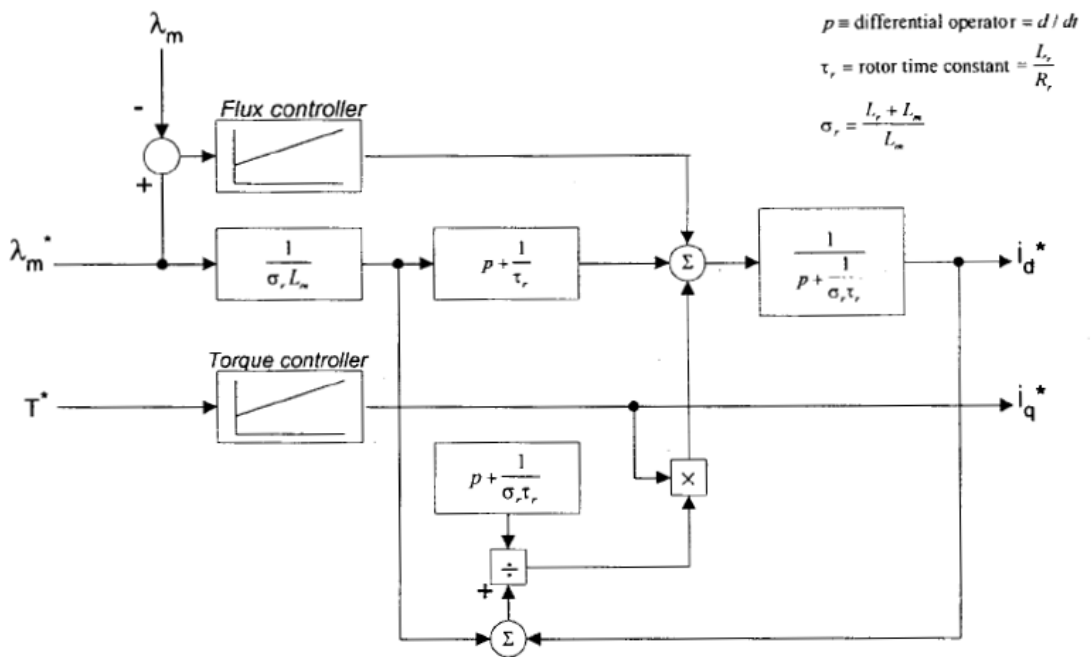 λm
p ≡ differential operator = d / dt
τr = rotor time constant = Lr / Rr
σr = (Lr + Lm) / Lm
-
Flux controller
+
λm*
1 / (σr Lm)
p + 1 / τr
Σ
1 / (p + 1 / (σr τr))
id*
Torque controller
T*
iq*
p + 1 / (σr τr)
×
÷
+
Σ